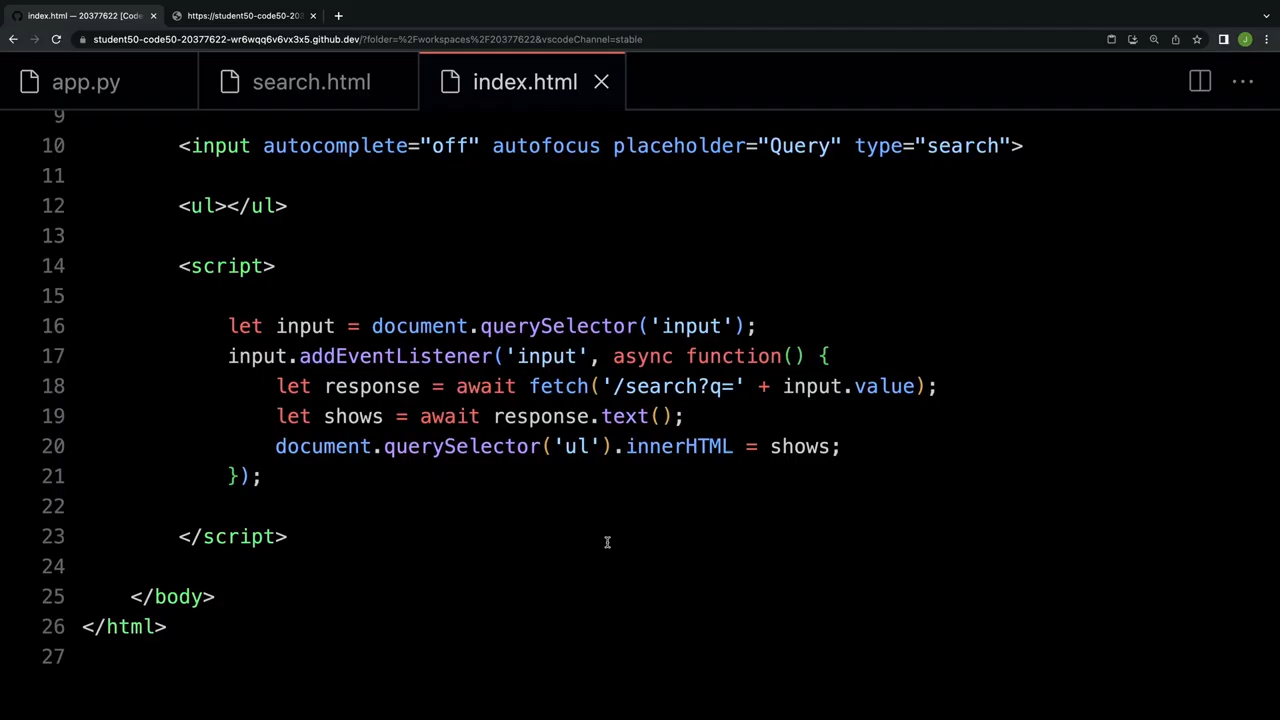 index.html — 20377622 [Code
https://student50-code50-203
student50-code50-20377622-wr6wqq6v6vx3x5.github.dev/?folder=%2Fworkspaces%2F20377622&vscodeChannel=stable
J
app.py search.html index.html
9
10 <input autocomplete="off" autofocus placeholder="Query" type="search">
11
12 <ul></ul>
13
14 <script>
15
16 let input = document.querySelector('input');
17 input.addEventListener('input', async function() {
18 let response = await fetch('/search?q=' + input.value);
19 let shows = await response.text();
20 document.querySelector('ul').innerHTML = shows;
21 });
22
23 </script>
24
25 </body>
26 </html>
27